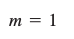 m = 1